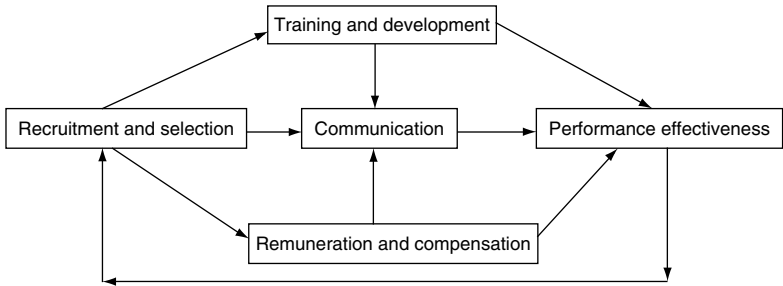 Training and development
Recruitment and selection
Communication
Performance effectiveness
Remuneration and compensation